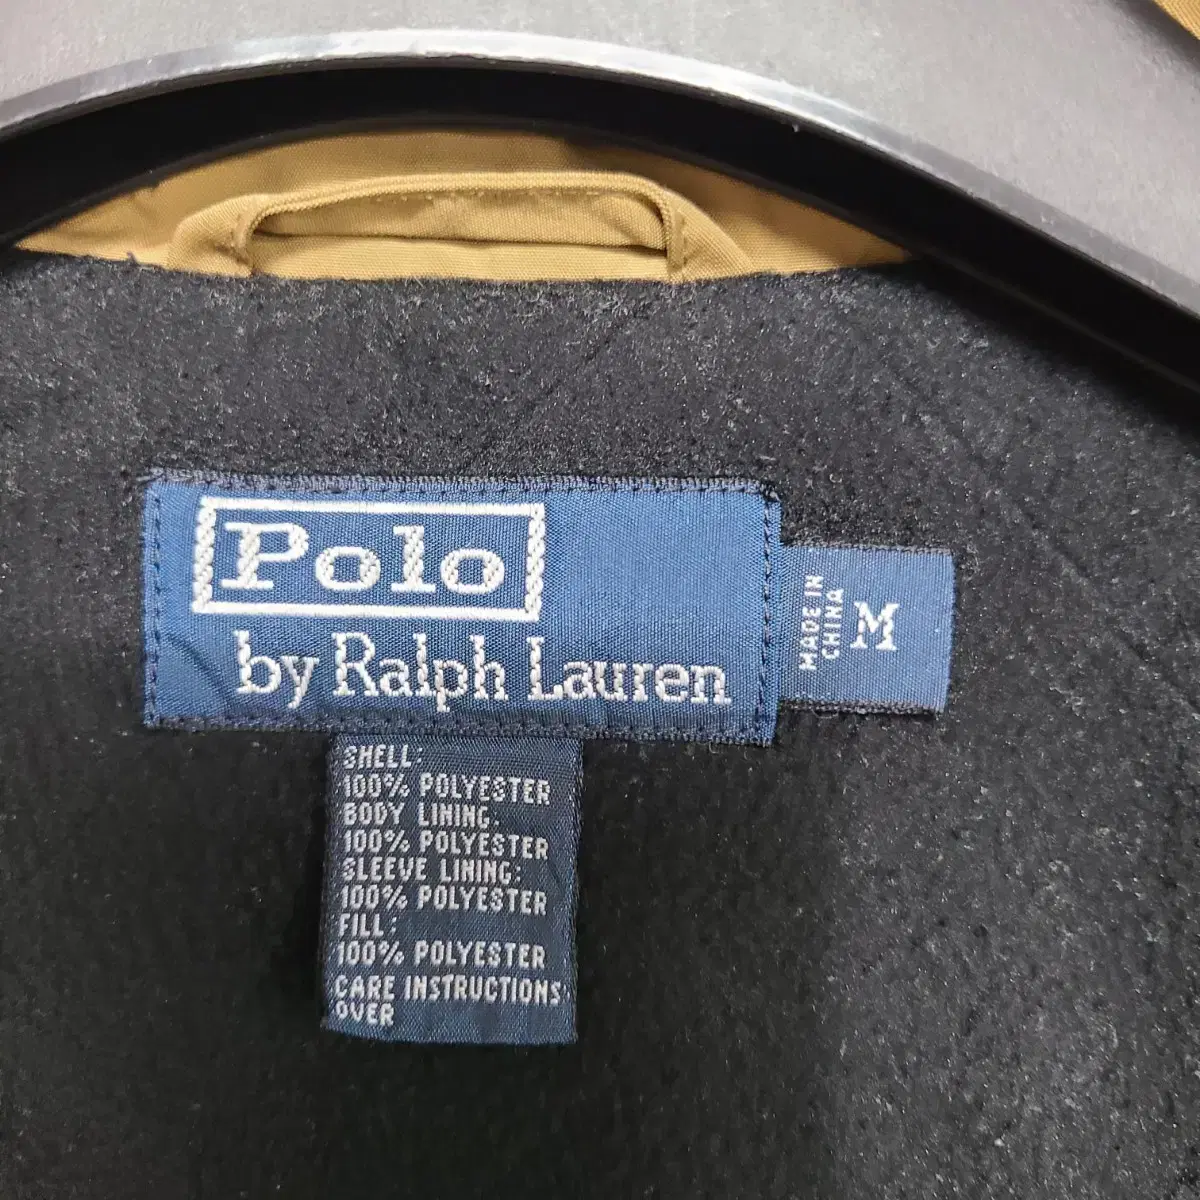 Polo
by Ralph Lauren
MADE IN
CHINA
M
SHELL:
100% POLYESTER
BODY LINING:
100% POLYESTER
SLEEVE LINING:
100% POLYESTER
FILL:
100% POLYESTER
CARE INSTRUCTIONS
OVER